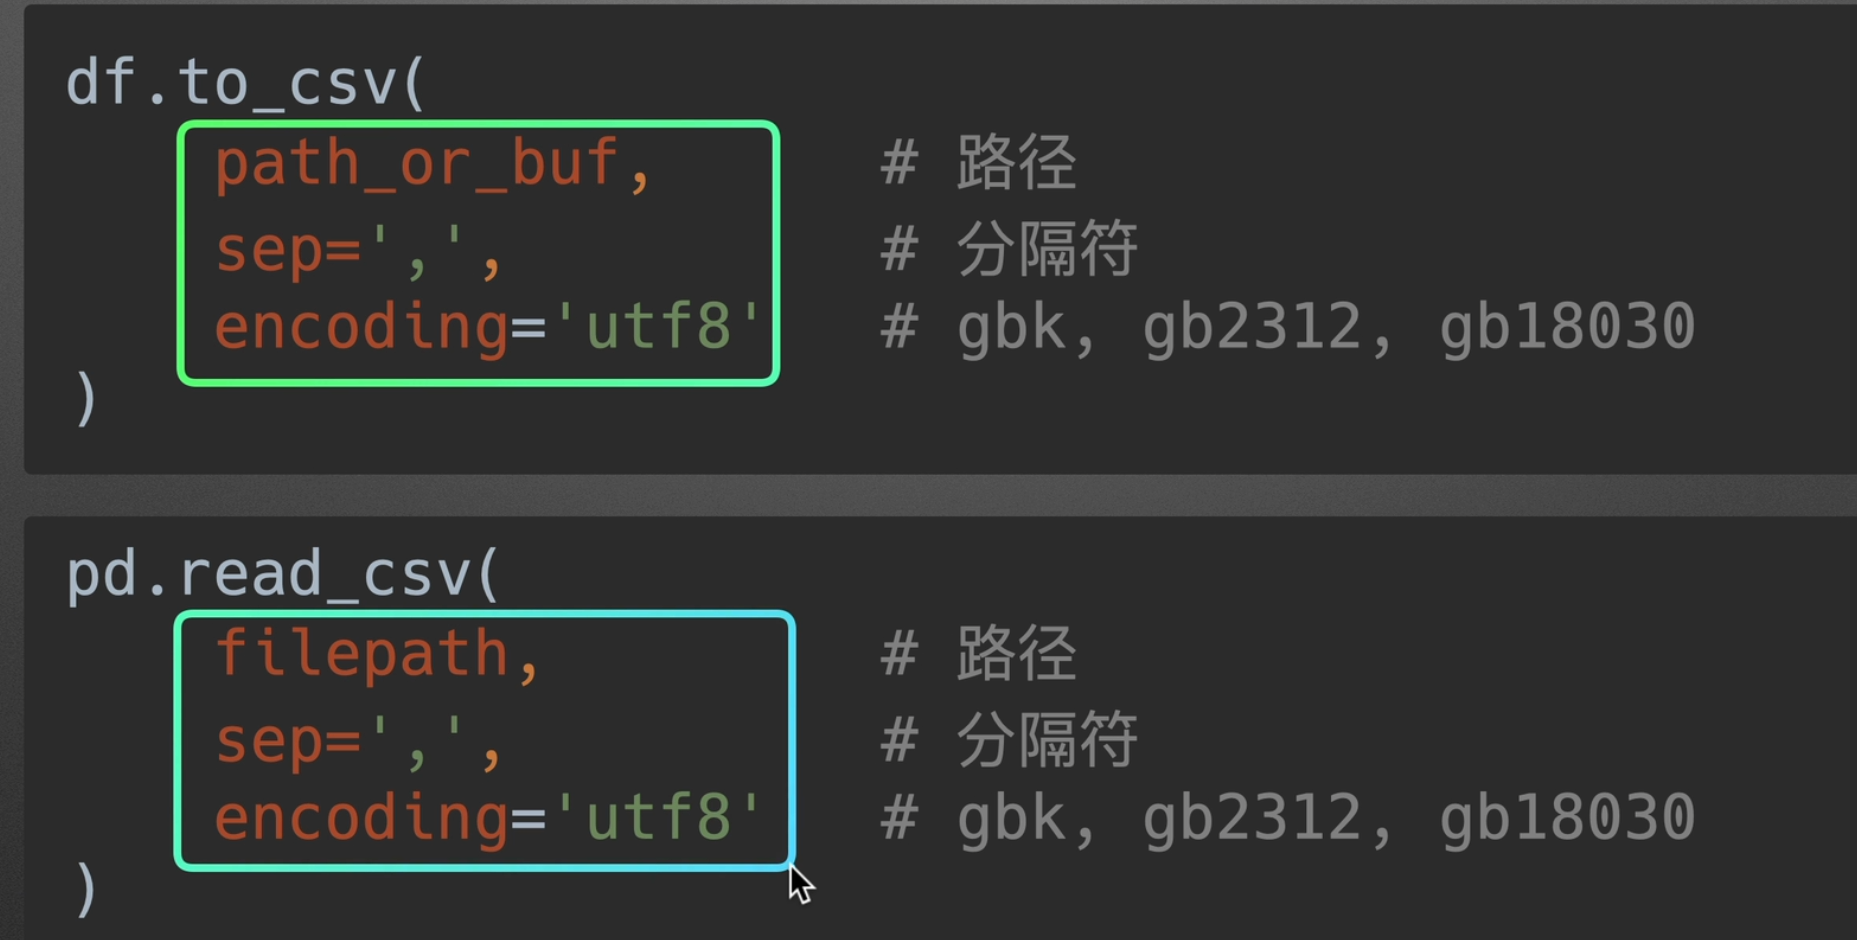 df.to_csv(
path_or_buf, # 路径
sep=',', # 分隔符
encoding='utf8' # gbk, gb2312, gb18030
)
pd.read_csv(
filepath, # 路径
sep=',', # 分隔符
encoding='utf8' # gbk, gb2312, gb18030
)